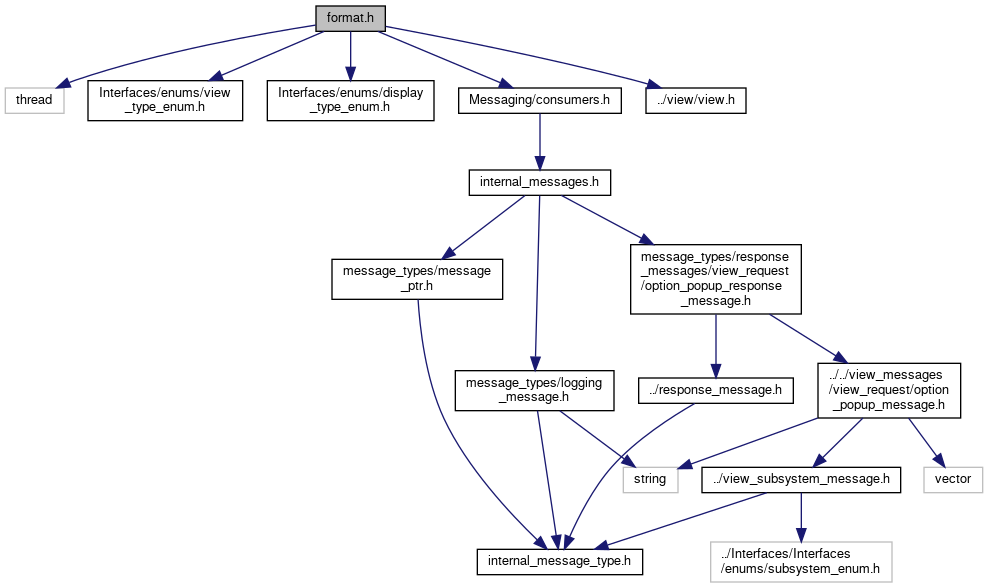 format.h
thread
Interfaces/enums/view
_type_enum.h
Interfaces/enums/display
_type_enum.h
Messaging/consumers.h
../view/view.h
internal_messages.h
message_types/message
_ptr.h
message_types/response
_messages/view_request
/option_popup_response
_message.h
message_types/logging
_message.h
../response_message.h
../../view_messages
/view_request/option
_popup_message.h
string
../view_subsystem_message.h
vector
internal_message_type.h
../Interfaces/Interfaces
/enums/subsystem_enum.h